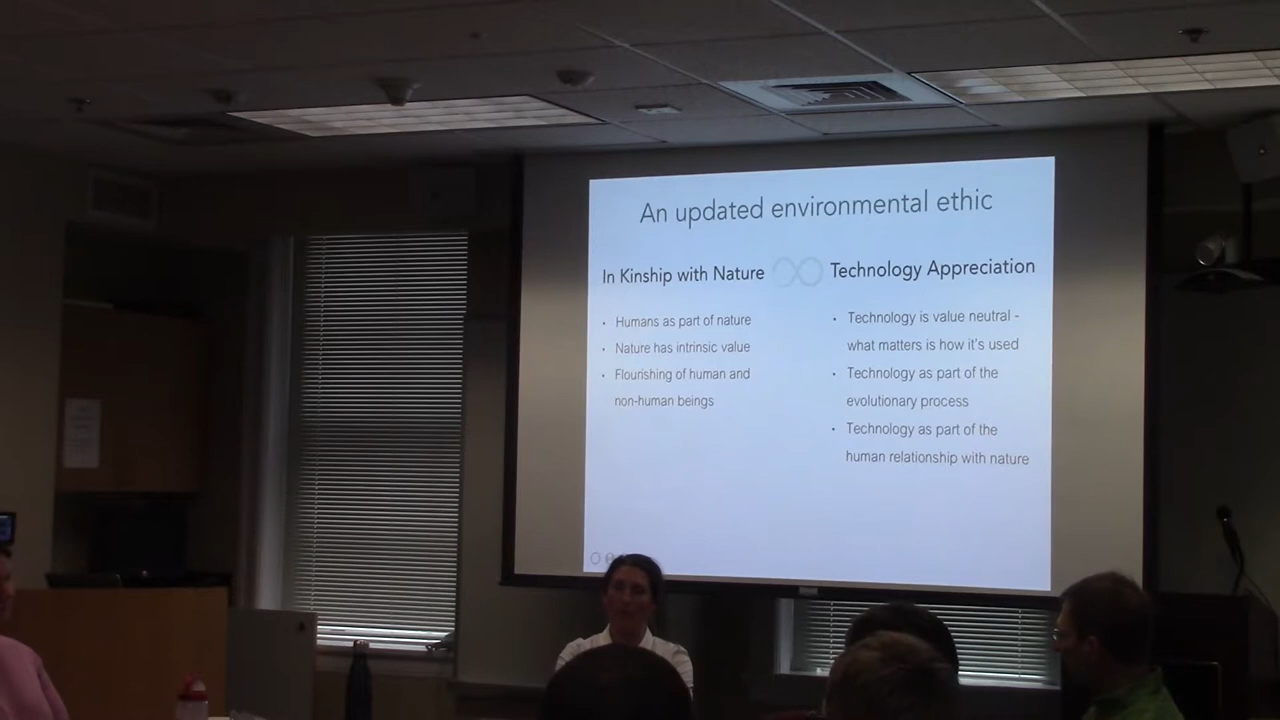 An updated environmental ethic
In Kinship with Nature
Technology Appreciation
• Humans as part of nature
• Nature has intrinsic value
• Flourishing of human and
non-human beings
• Technology is value neutral -
what matters is how it's used
• Technology as part of the
evolutionary process
• Technology as part of the
human relationship with nature